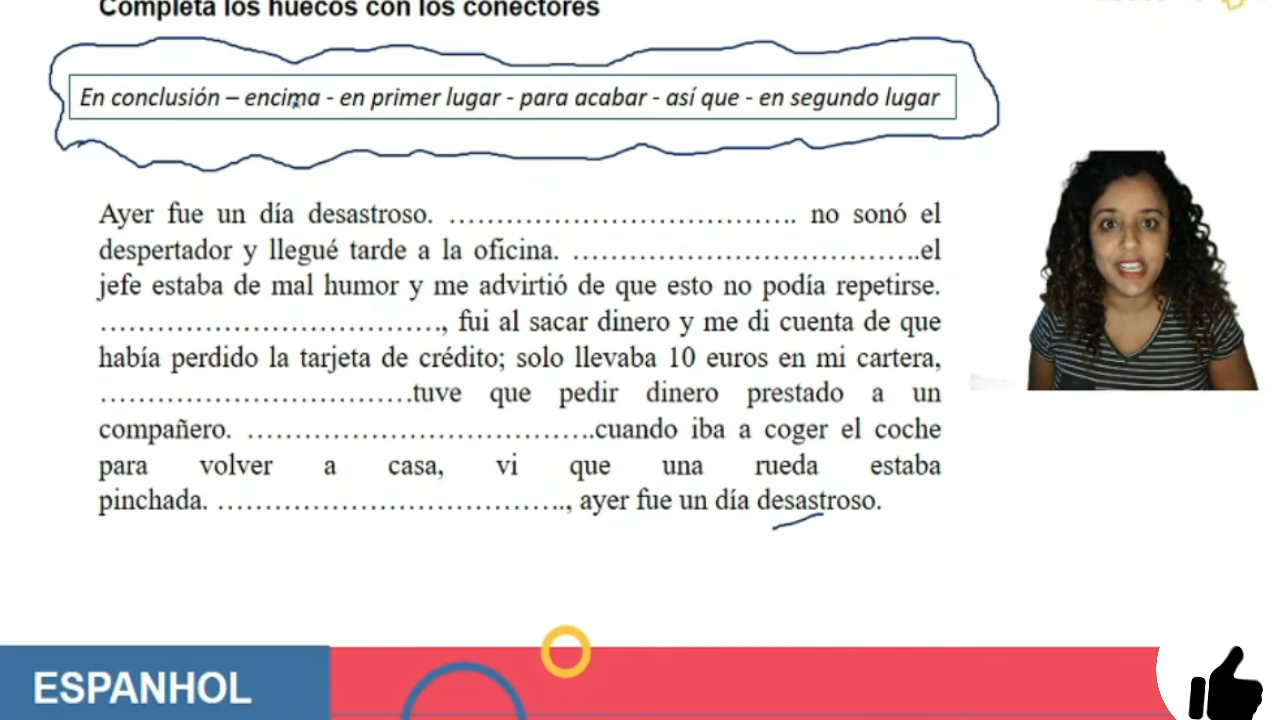 Completa los huecos con los conectores
En conclusión – encima - en primer lugar - para acabar - así que - en segundo lugar
Ayer fue un día desastroso. …………………………………. no sonó el
despertador y llegué tarde a la oficina. ………………………………..el
jefe estaba de mal humor y me advirtió de que esto no podía repetirse.
………………………………, fui al sacar dinero y me di cuenta de que
había perdido la tarjeta de crédito; solo llevaba 10 euros en mi cartera,
…………………………….tuve que pedir dinero prestado a un
compañero. ………………………………..cuando iba a coger el coche
para volver a casa, vi que una rueda estaba
pinchada. ……………………………….., ayer fue un día desastroso.
ESPANHOL